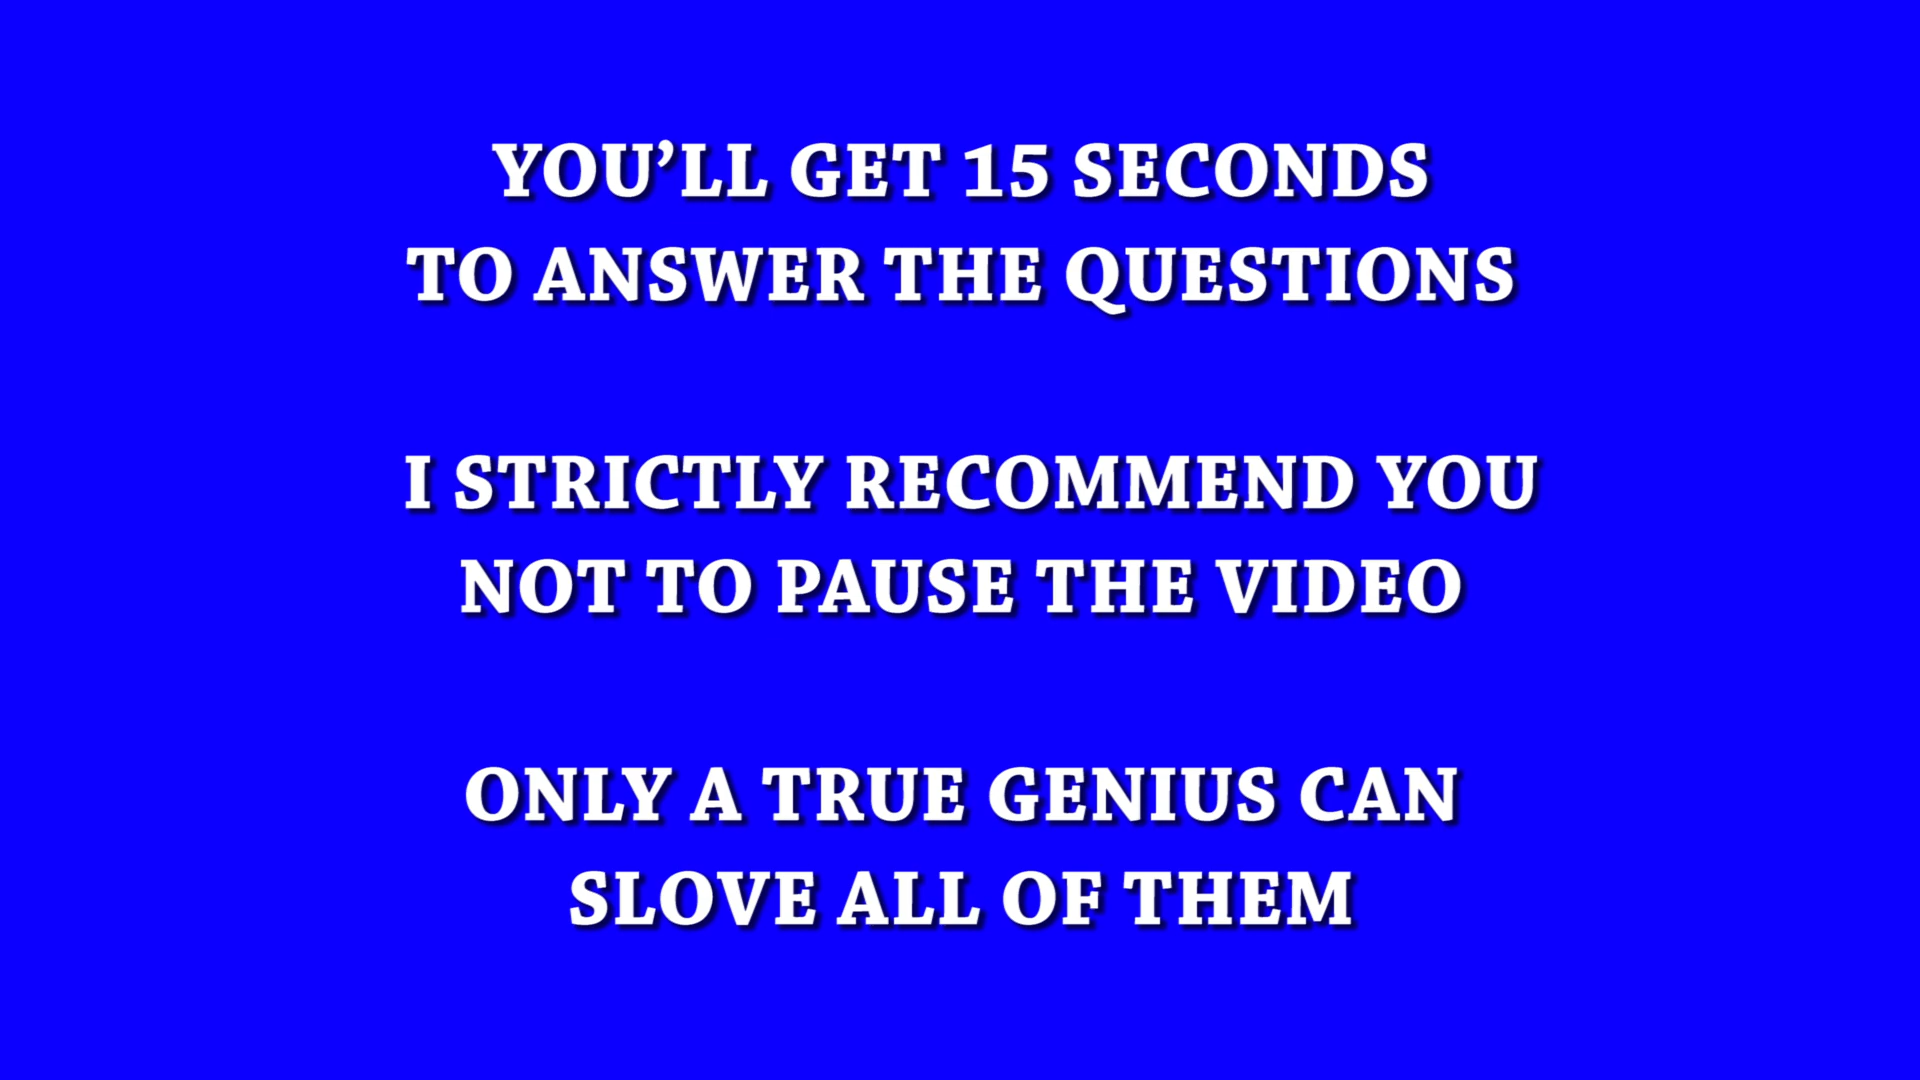 YOU’LL GET 15 SECONDS
TO ANSWER THE QUESTIONS
I STRICTLY RECOMMEND YOU
NOT TO PAUSE THE VIDEO
ONLY A TRUE GENIUS CAN
SLOVE ALL OF THEM